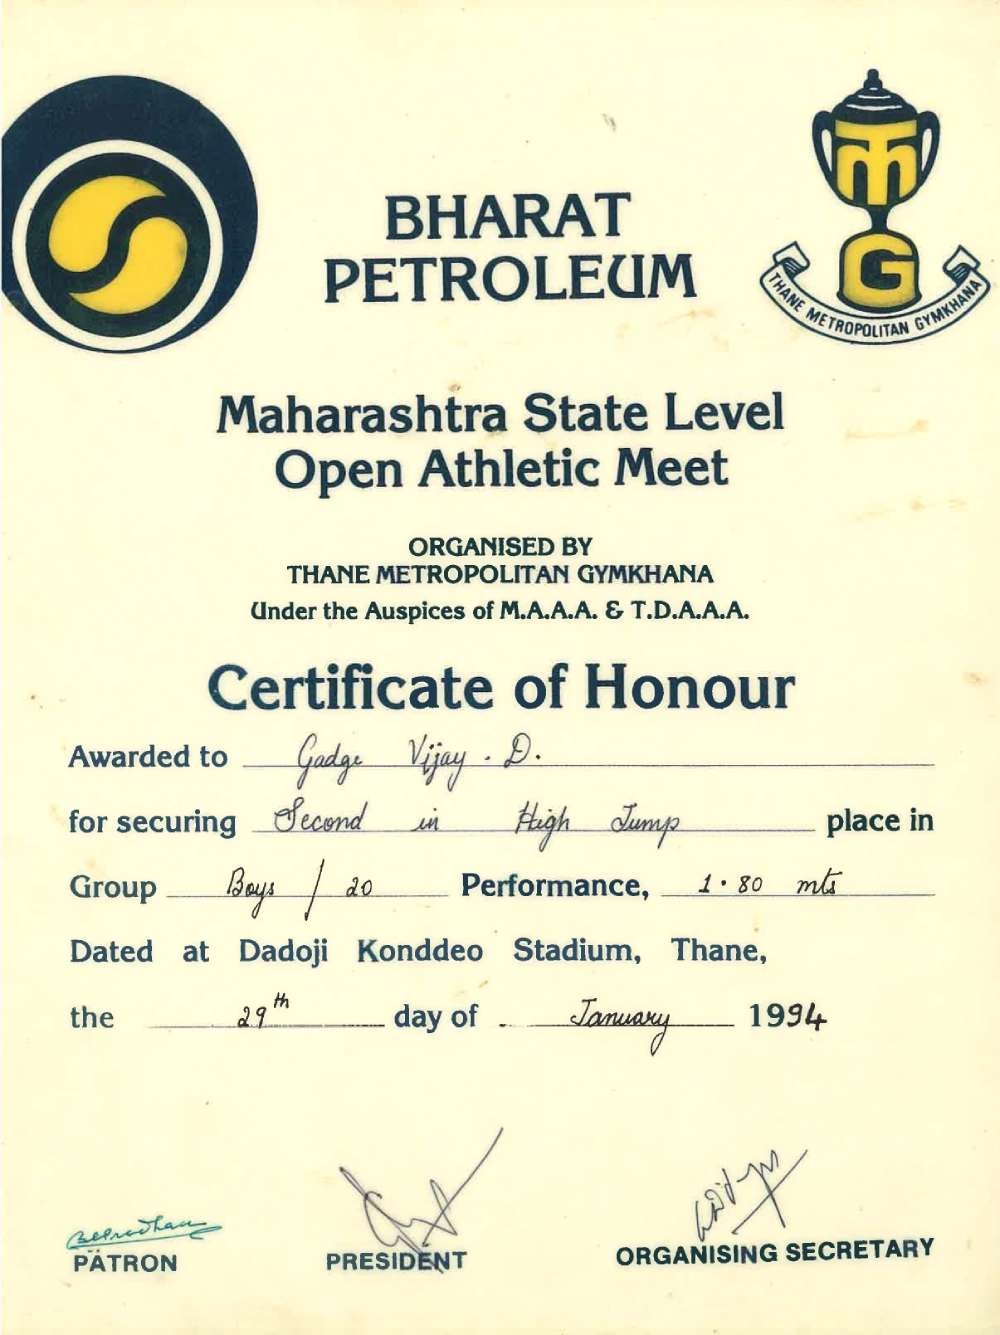 BHARAT
PETROLEUM
TMG
THANE METROPOLITAN GYMKHANA
Maharashtra State Level
Open Athletic Meet
ORGANISED BY
THANE METROPOLITAN GYMKHANA
Under the Auspices of M.A.A.A. & T.D.A.A.A.
Certificate of Honour
Awarded to Gadge Vijay . D.
for securing Second in High Jump place in
Group Boys / 20 Performance, 1.80 mts
Dated at Dadoji Konddeo Stadium, Thane,
the 29th day of January 1994
PATRON
PRESIDENT
ORGANISING SECRETARY